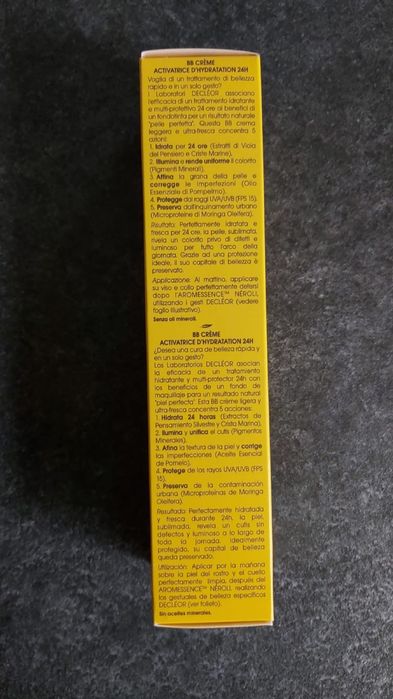 BB CRÈME
ACTIVATRICE D'HYDRATATION 24H
Voglia di un trattamento di bellezza
rapido e in un solo gesto?
I Laboratori DECLÉOR associano
l'efficacia di un trattamento idratante
e multi-protettivo 24 ore ai benefici di
un fondotinta per un risultato naturale
"pelle perfetta". Questa BB crema
leggera e ultra-fresca concentra 5
azioni:
1. Idrata per 24 ore (Estratti di Viola
del Pensiero e Criste Marine).
2. Illumina e rende uniforme il colorito
(Pigmenti Minerali).
3. Affina la grana della pelle e
corregge le imperfezioni (Olio
Essenziale di Pompelmo).
4. Protegge dai raggi UVA/UVB (FPS 15).
5. Preserva dall'inquinamento urbano
(Microproteine di Moringa Oleifera).
Risultato: Perfettamente idratata e
fresca per 24 ore, la pelle, sublimata,
rivela un colorito privo di difetti e
luminoso per tutto l'arco della
giornata. Grazie ad una protezione
ideale, il suo capitale di bellezza è
preservato.
Applicazione: Al mattino, applicare
su viso e collo perfettamente detersi
dopo l'AROMESSENCE™ NÉROLI,
utilizzando i gesti DECLÉOR (vedere
foglio illustrativo).
Senza oli minerali.
BB CRÈME
ACTIVATRICE D'HYDRATATION 24H
¿Desea una cura de belleza rápida y
en un solo gesto?
Los Laboratorios DECLÉOR asocian
la eficacia de un tratamiento
hidratante y multi-protector 24h con
los beneficios de un fondo de
maquillaje para un resultado natural
"piel perfecta". Esta BB crème ligera y
ultra-fresca concentra 5 acciones:
1. Hidrata 24 horas (Extractos de
Pensamiento Silvestre y Crista Marina).
2. Ilumina y unifica el cutis (Pigmentos
Minerales).
3. Afina la textura de la piel y corrige
las imperfecciones (Aceite Esencial
de Pomelo).
4. Protege de los rayos UVA/UVB (FPS
15).
5. Preserva de la contaminación
urbana (Microproteínas de Moringa
Oleifera).
Resultado: Perfectamente hidratada
y fresca durante 24h, la piel,
sublimada, revela un cutis sin
defectos y luminoso a lo largo de
toda la jornada. Idealmente
protegido, su capital de belleza
queda preservado.
Utilización: Aplicar por la mañana
sobre la piel del rostro y el cuello
perfectamente limpia, después del
AROMESSENCE™ NÉROLI, realizando
los gestuales de belleza específicos
DECLÉOR (ver folleto).
Sin aceites minerales.